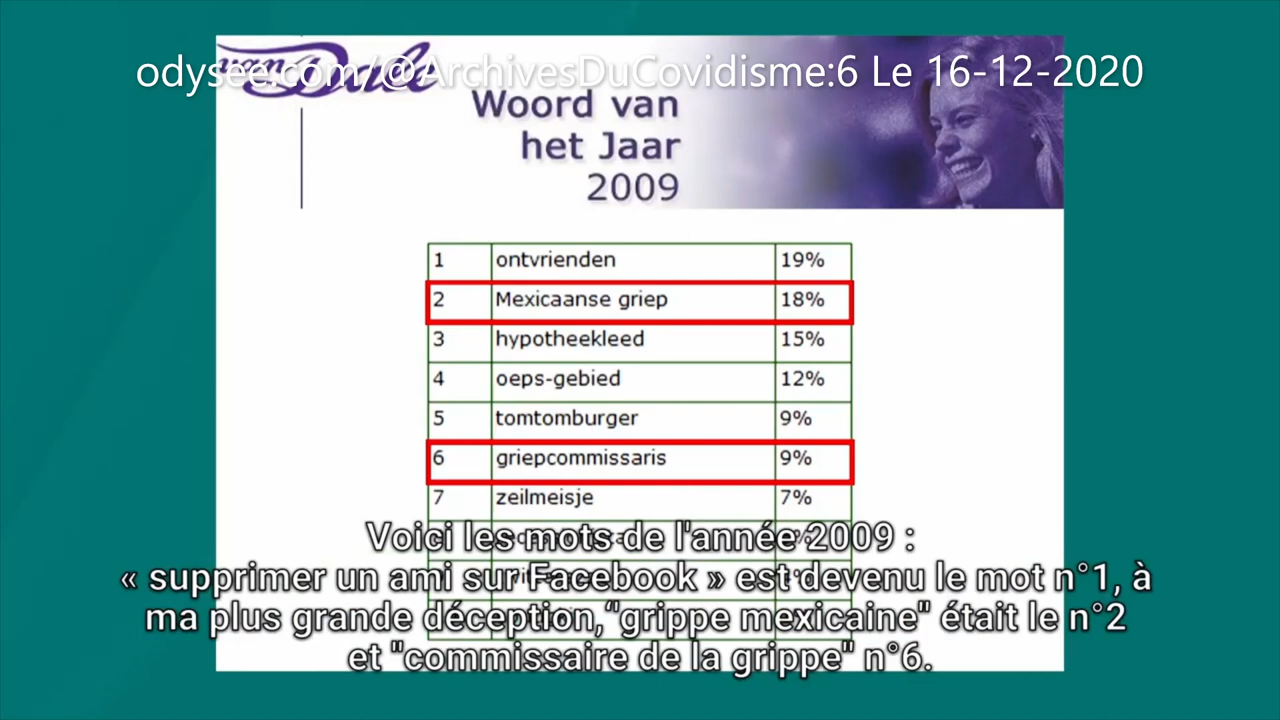 odysee.com/@ArchivesDuCovidisme:6 Le 16-12-2020
van Dale
Woord van
het Jaar
2009
1 ontvrienden 19%
2 Mexicaanse griep 18%
3 hypotheekleed 15%
4 oeps-gebied 12%
5 tomtomburger 9%
6 griepcommissaris 9%
7 zeilmeisje 7%
Voici les mots de l'année 2009 :
« supprimer un ami sur Facebook » est devenu le mot n°1, à
ma plus grande déception, "grippe mexicaine" était le n°2
et "commissaire de la grippe" n°6.